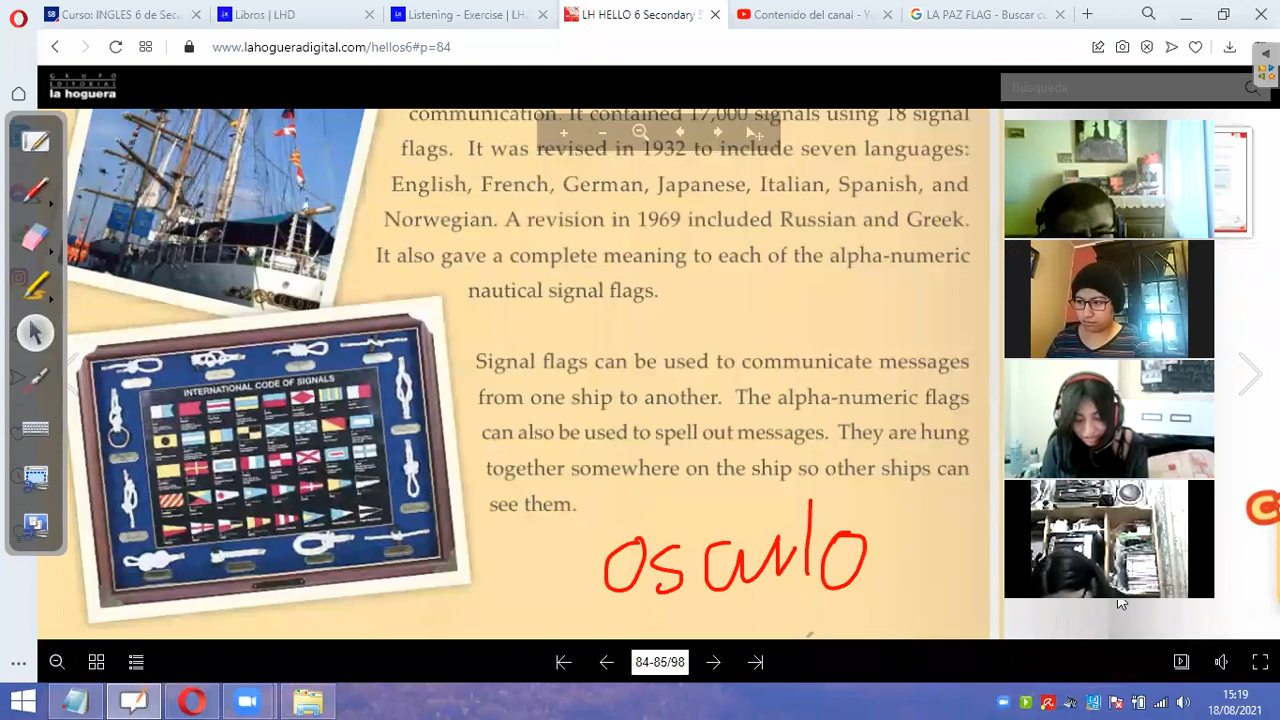 Curso: INGLES 6 de Secu
Libros | LHD
Listening - Exercise | LH
LH HELLO 6 Secondary S
Contenido del canal - Yo
LA PAZ FLAG - Buscar co
www.lahogueradigital.com/hellos6#p=84
GRUPO
EDITORIAL
la hoguera
Búsqueda
communication. It contained 17,000 signals using 18 signal
flags. It was revised in 1932 to include seven languages:
English, French, German, Japanese, Italian, Spanish, and
Norwegian. A revision in 1969 included Russian and Greek.
It also gave a complete meaning to each of the alpha-numeric
nautical signal flags.
INTERNATIONAL CODE OF SIGNALS
Signal flags can be used to communicate messages
from one ship to another. The alpha-numeric flags
can also be used to spell out messages. They are hung
together somewhere on the ship so other ships can
see them.
84-85/98
15:19
18/08/2021